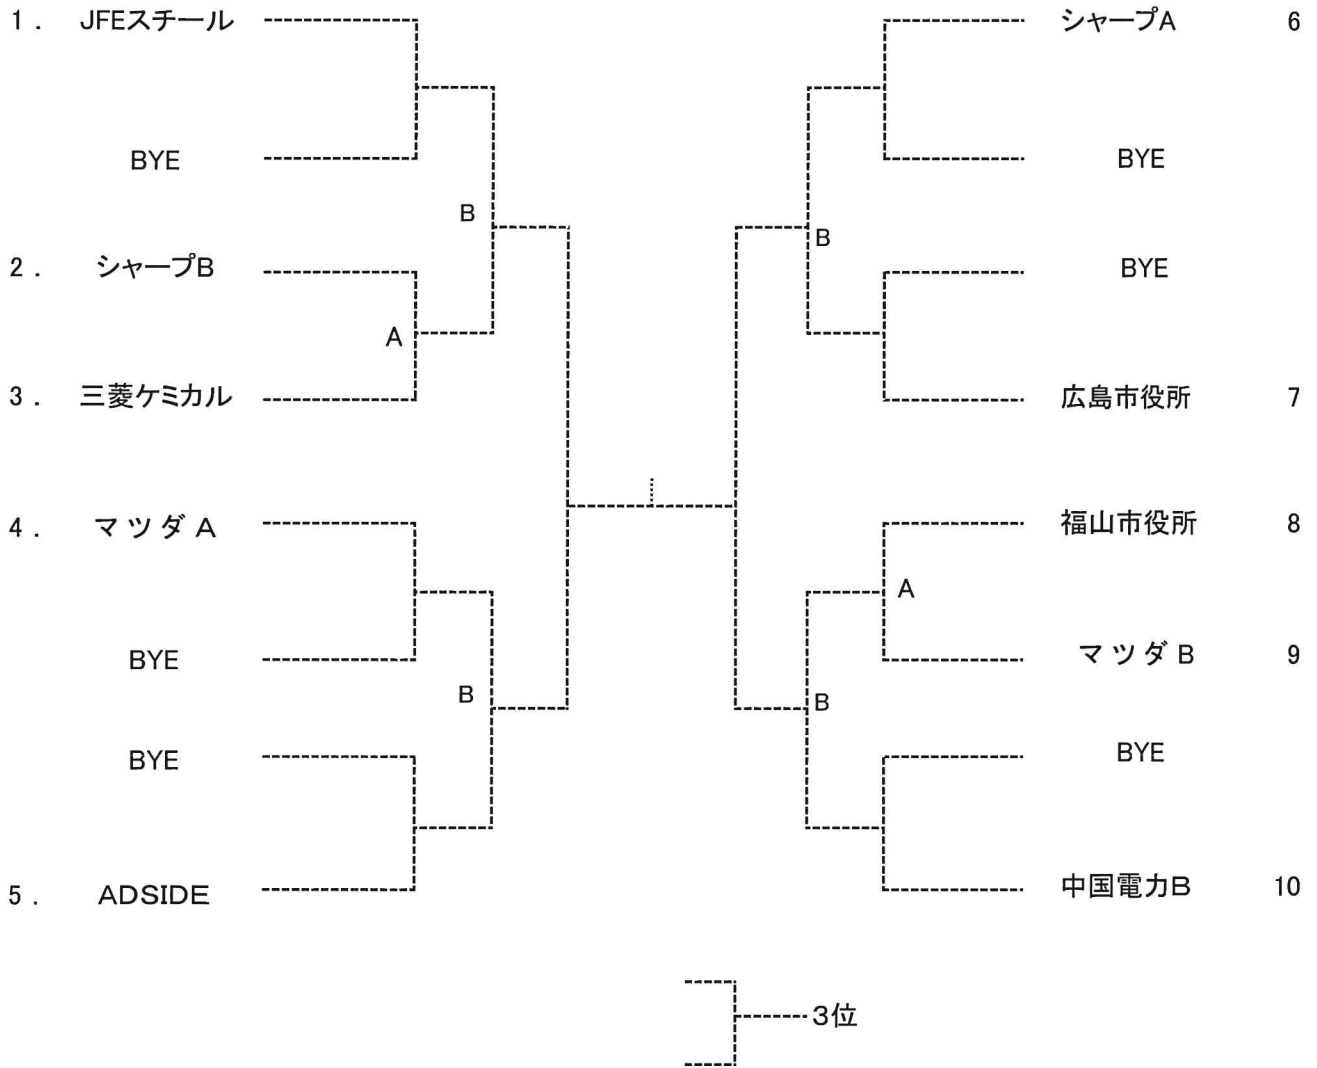 1. JFEスチール
BYE
B
2. シャープB
A
3. 三菱ケミカル
4. マツダ A
BYE
B
BYE
5. ADSIDE
シャープA 6
BYE
B
BYE
広島市役所 7
福山市役所 8
A
マツダ B 9
B
BYE
中国電力B 10
3位